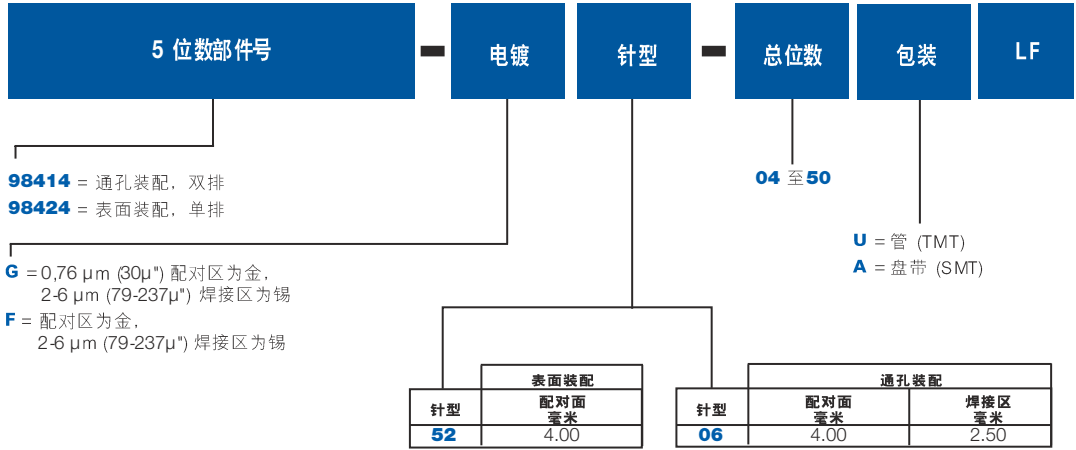 5 位数部件号 - 电镀 针型 - 总位数 包装 LF
98414 = 通孔装配，双排
98424 = 表面装配，单排
04 至50
U = 管 (TMT)
A = 盘带 (SMT)
G = 0,76 µm (30µ") 配对区为金，
2-6 µm (79-237µ") 焊接区为锡
F = 配对区为金，
2-6 µm (79-237µ") 焊接区为锡
表面装配
针型 配对面
毫米
52 4.00
通孔装配
针型 配对面 焊接区
毫米 毫米
06 4.00 2.50